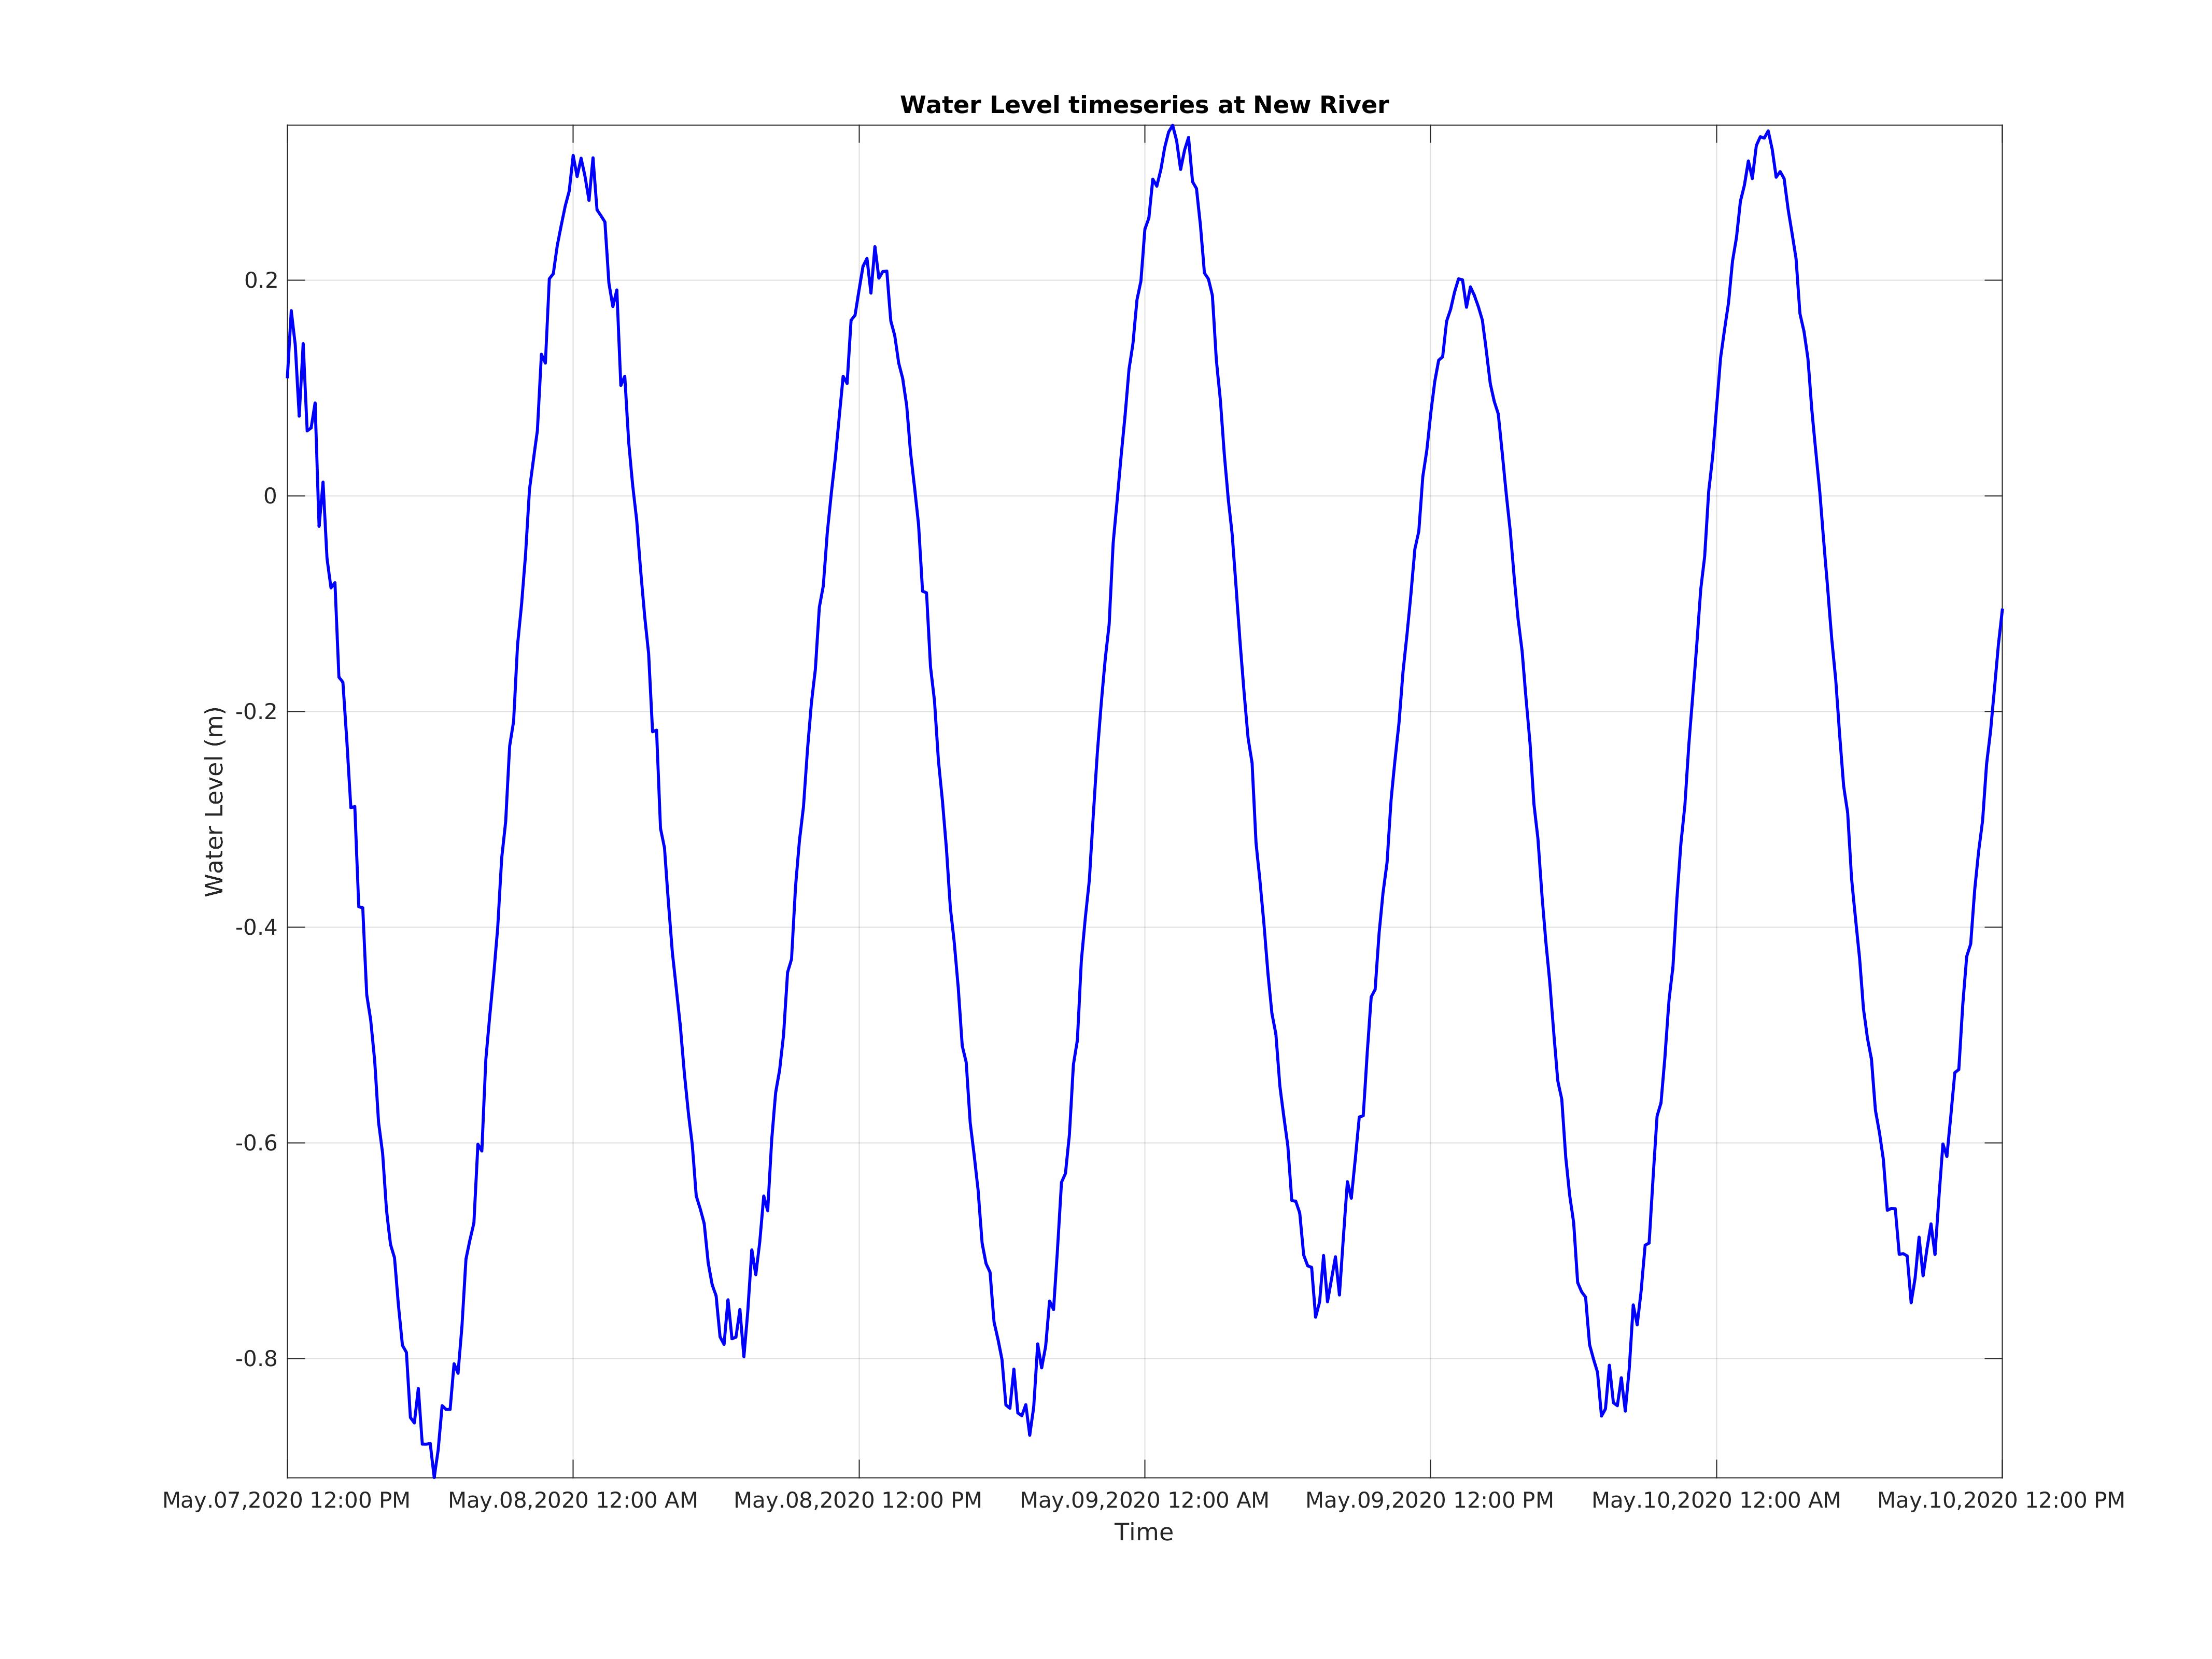 Water Level timeseries at New River
Water Level (m)
0.2
0
-0.2
-0.4
-0.6
-0.8
May.07,2020 12:00 PM
May.08,2020 12:00 AM
May.08,2020 12:00 PM
May.09,2020 12:00 AM
May.09,2020 12:00 PM
May.10,2020 12:00 AM
May.10,2020 12:00 PM
Time